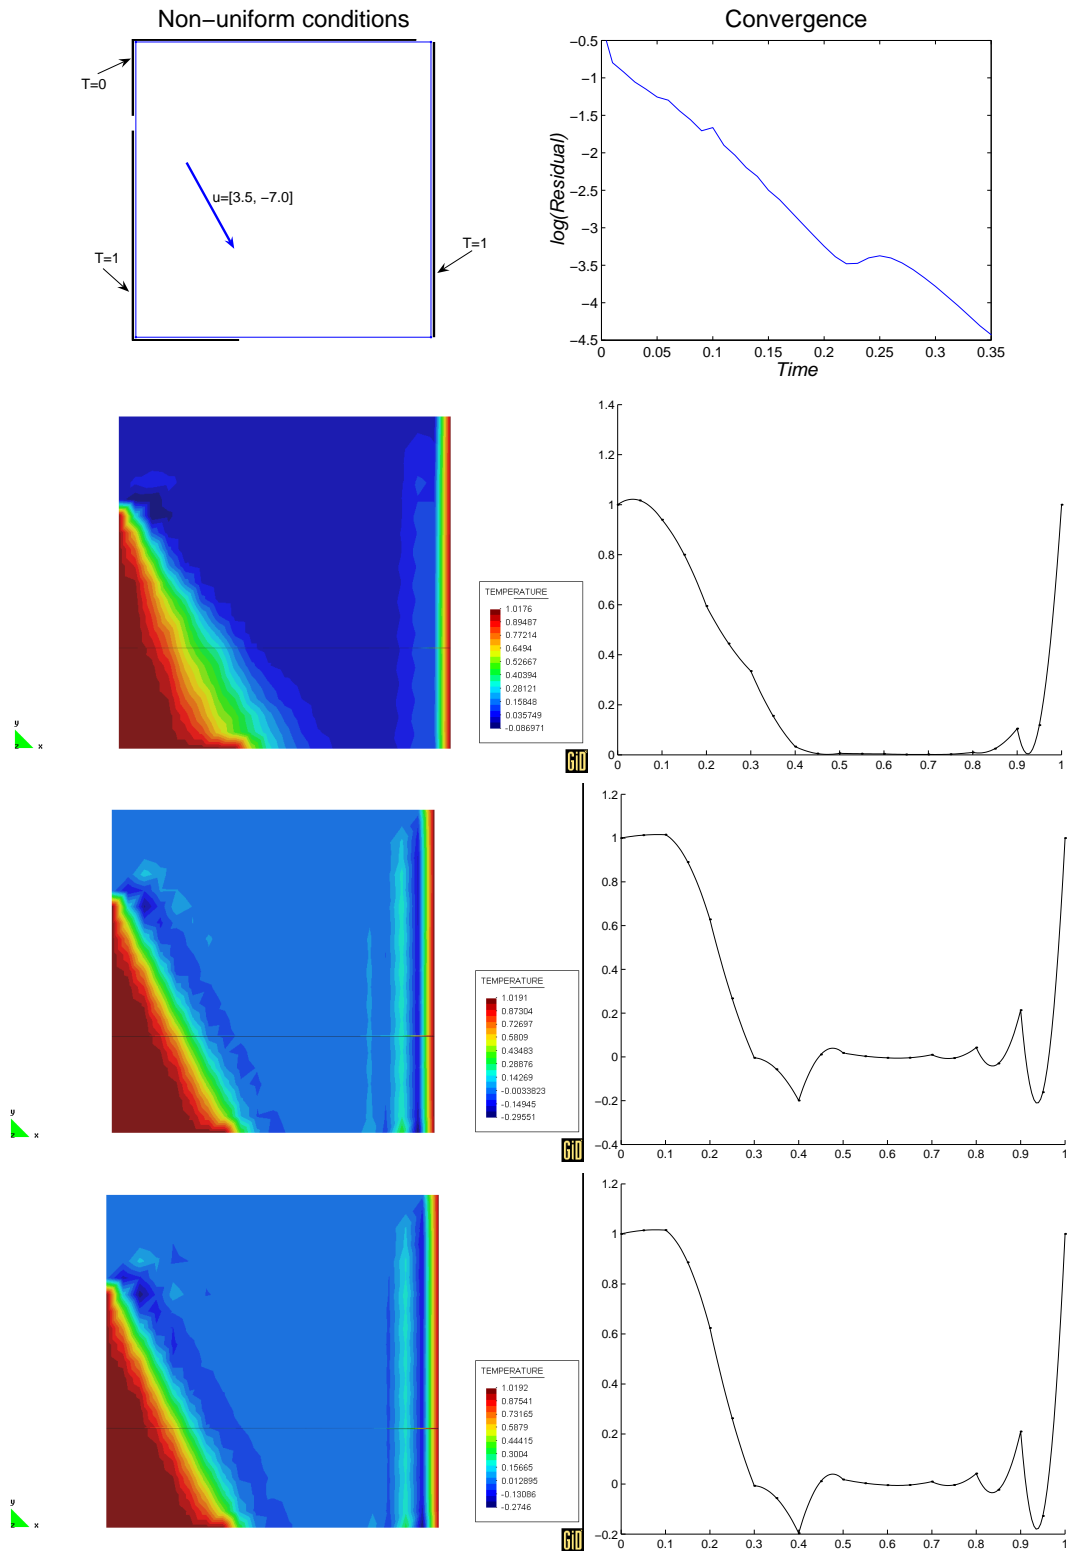 Non-uniform conditions
T=0
u=[3.5, -7.0]
T=1
T=1
Convergence
log(Residual)
-0.5
-1
-1.5
-2
-2.5
-3
-3.5
-4
-4.5
0 0.05 0.1 0.15 0.2 0.25 0.3 0.35
Time
y
z x
TEMPERATURE
1.0176
0.89487
0.77214
0.6494
0.52667
0.40394
0.28121
0.15848
0.035749
-0.086971
GiD
1.4
1.2
1
0.8
0.6
0.4
0.2
0
0 0.1 0.2 0.3 0.4 0.5 0.6 0.7 0.8 0.9 1
y
z x
TEMPERATURE
1.0191
0.87304
0.72697
0.5809
0.43483
0.28876
0.14269
-0.0033823
-0.14945
-0.29551
GiD
1.2
1
0.8
0.6
0.4
0.2
0
-0.2
-0.4
0 0.1 0.2 0.3 0.4 0.5 0.6 0.7 0.8 0.9 1
y
z x
TEMPERATURE
1.0192
0.87541
0.73165
0.5879
0.44415
0.3004
0.15665
0.012895
-0.13086
-0.2746
GiD
1.2
1
0.8
0.6
0.4
0.2
0
-0.2
0 0.1 0.2 0.3 0.4 0.5 0.6 0.7 0.8 0.9 1